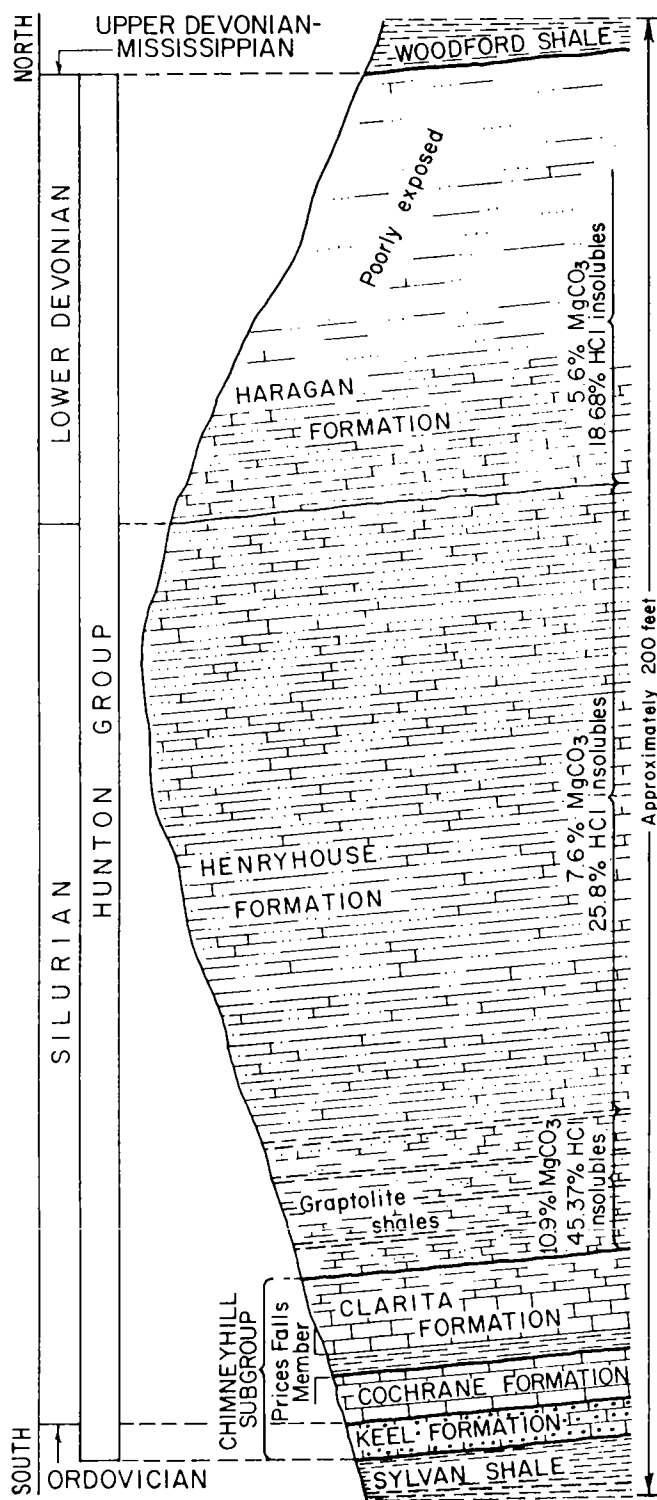 NORTH
UPPER DEVONIAN-
MISSISSIPPIAN
WOODFORD SHALE
LOWER DEVONIAN
Poorly exposed
5.6% MgCO3
18.68% HCl insolubles
HARAGAN
FORMATION
HUNTON GROUP
Approximately 200 feet
7.6% MgCO3
25.8% HCl insolubles
HENRYHOUSE
FORMATION
SILURIAN
Graptolite
shales
10.9% MgCO3
45.37% HCl
insolubles
CHIMNEYHILL
SUBGROUP
Prices Falls
Member
CLARITA
FORMATION
COCHRANE FORMATION
KEEL FORMATION
SOUTH
ORDOVICIAN
SYLVAN SHALE